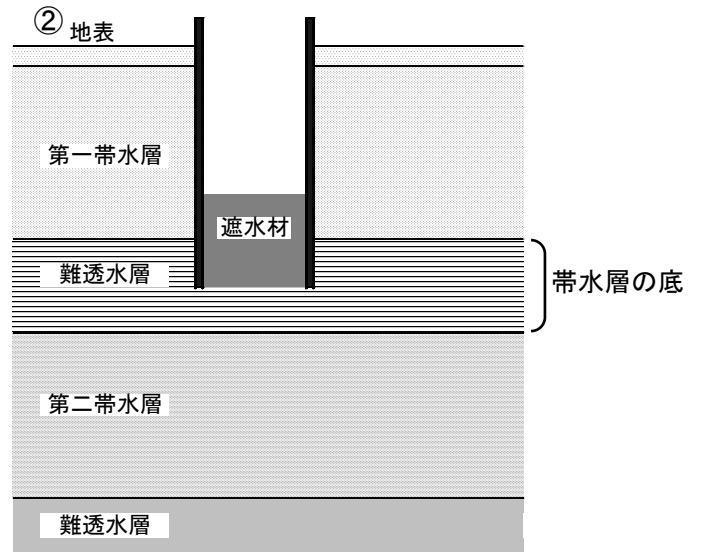 ② 地表
第一帯水層
遮水材
難透水層
帯水層の底
第二帯水層
難透水層